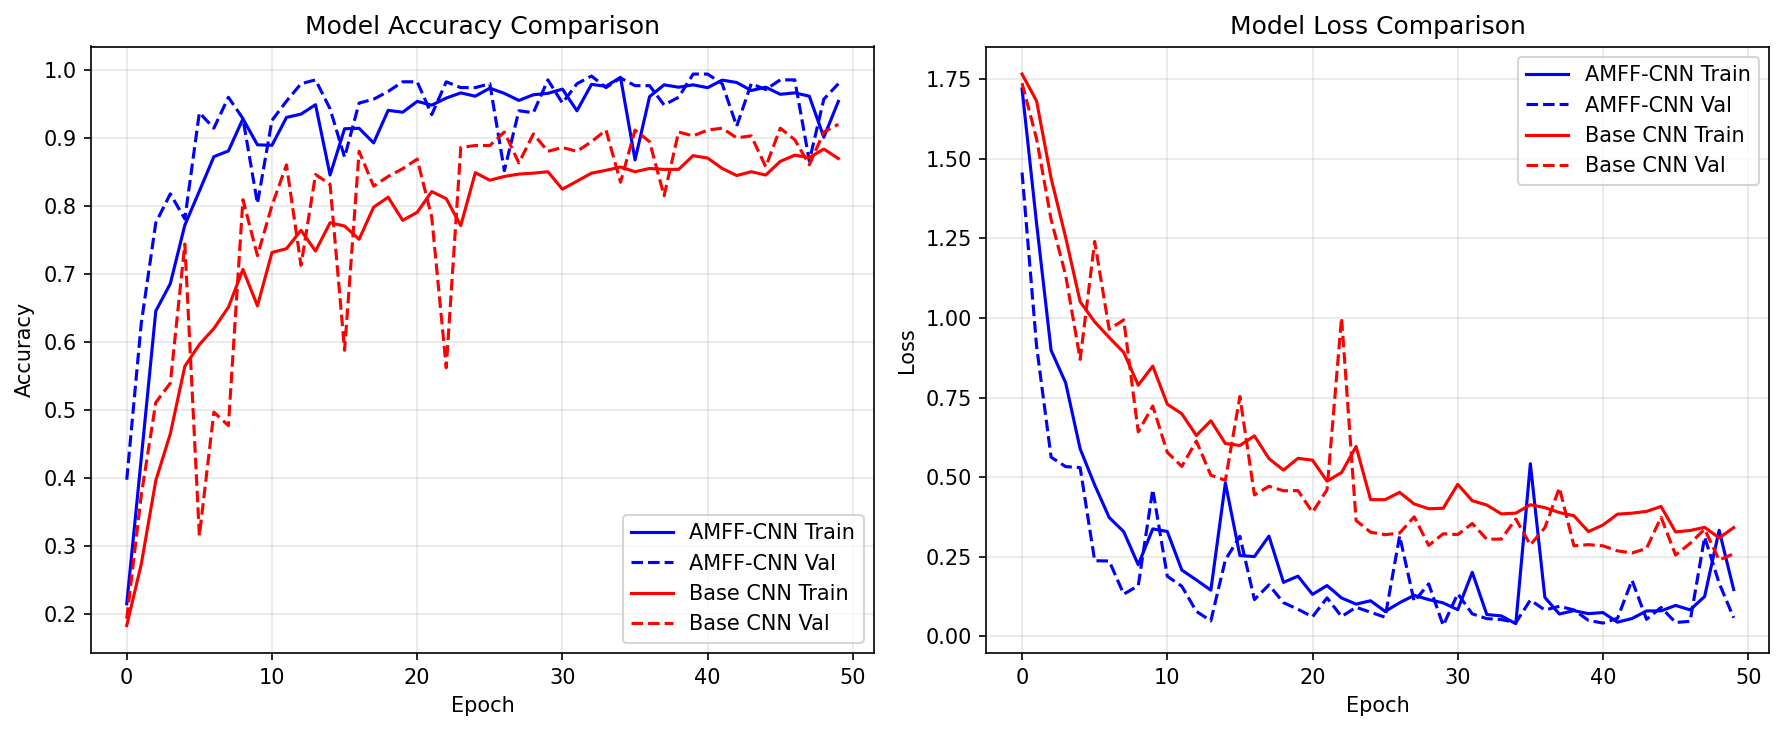 Model Accuracy Comparison
Accuracy
1.0
0.9
0.8
0.7
0.6
0.5
0.4
0.3
0.2
AMFF-CNN Train
AMFF-CNN Val
Base CNN Train
Base CNN Val
0 10 20 30 40 50
Epoch
Model Loss Comparison
Loss
1.75
1.50
1.25
1.00
0.75
0.50
0.25
0.00
AMFF-CNN Train
AMFF-CNN Val
Base CNN Train
Base CNN Val
0 10 20 30 40 50
Epoch